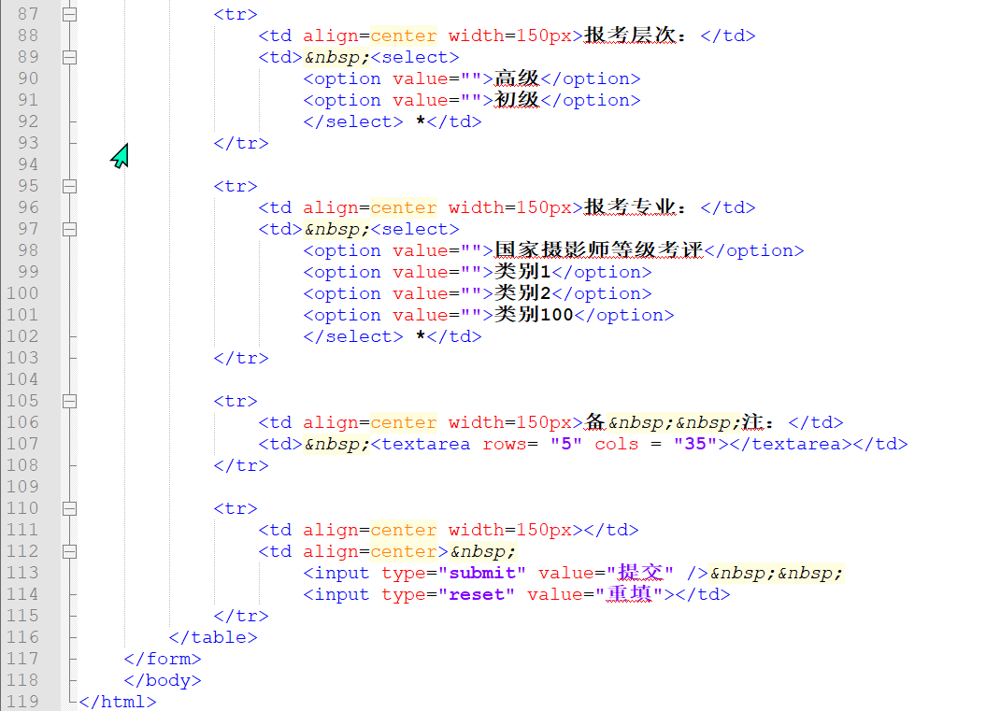 87 <tr>
88 <td align=center width=150px>报考层次：</td>
89 <td>&nbsp;<select>
90 <option value="">高级</option>
91 <option value="">初级</option>
92 </select> *</td>
93 </tr>
94
95 <tr>
96 <td align=center width=150px>报考专业：</td>
97 <td>&nbsp;<select>
98 <option value="">国家摄影师等级考评</option>
99 <option value="">类别1</option>
100 <option value="">类别2</option>
101 <option value="">类别100</option>
102 </select> *</td>
103 </tr>
104
105 <tr>
106 <td align=center width=150px>备&nbsp;&nbsp;注：</td>
107 <td>&nbsp;<textarea rows= "5" cols = "35"></textarea></td>
108 </tr>
109
110 <tr>
111 <td align=center width=150px></td>
112 <td align=center>&nbsp;
113 <input type="submit" value="提交" />&nbsp;&nbsp;
114 <input type="reset" value="重填"></td>
115 </tr>
116 </table>
117 </form>
118 </body>
119 </html>